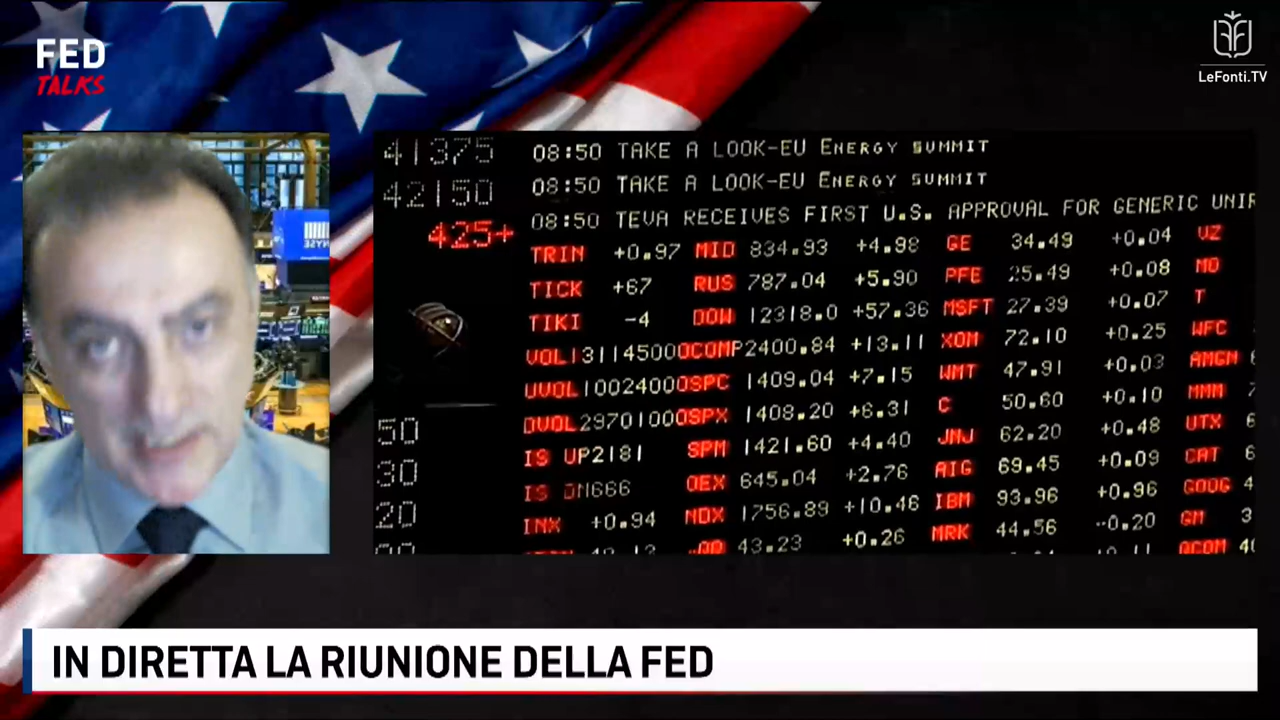 FED
TALKS
LeFonti.TV
41375
42150
425+
08:50 TAKE A LOOK-EU ENERGY SUMMIT
08:50 TAKE A LOOK-EU ENERGY SUMMIT
08:50 TEVA RECEIVES FIRST U.S. APPROVAL FOR GENERIC UNIR
TRIN +0.97 MID 834.93 +4.98 GE 34.49 +0.04 VZ
TICK +67 RUS 787.04 +5.90 PFE 25.49 +0.08 MO
TIKI -4 DOW 12318.0 +57.36 MSFT 27.39 +0.07 T
VOL131145000 COMP2400.84 +13.11 XOM 72.10 +0.25 WFC
UVOL10024000 SPC 1409.04 +7.15 WMT 47.91 +0.03 AMGN
DVOL29701000 SPX 1408.20 +6.31 C 50.60 +0.10 MMM
IS UP2181 SPM 1421.60 +4.40 JNJ 62.20 +0.48 UTX
IS DN666 OEX 645.04 +2.76 AIG 69.45 +0.09 CAT
INX +0.94 NDX 1756.89 +10.46 IBM 93.96 +0.96 GOOG
43.23 +0.26 MRK 44.56 -0.20 GM
QCOM
50
30
20
NYSE
IN DIRETTA LA RIUNIONE DELLA FED